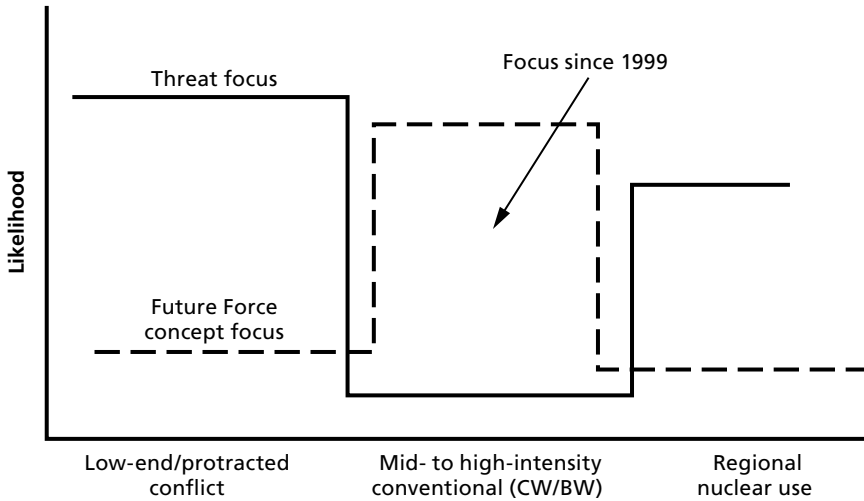 Threat focus
Focus since 1999
Likelihood
Future Force
concept focus
Low-end/protracted
conflict
Mid- to high-intensity
conventional (CW/BW)
Regional
nuclear use